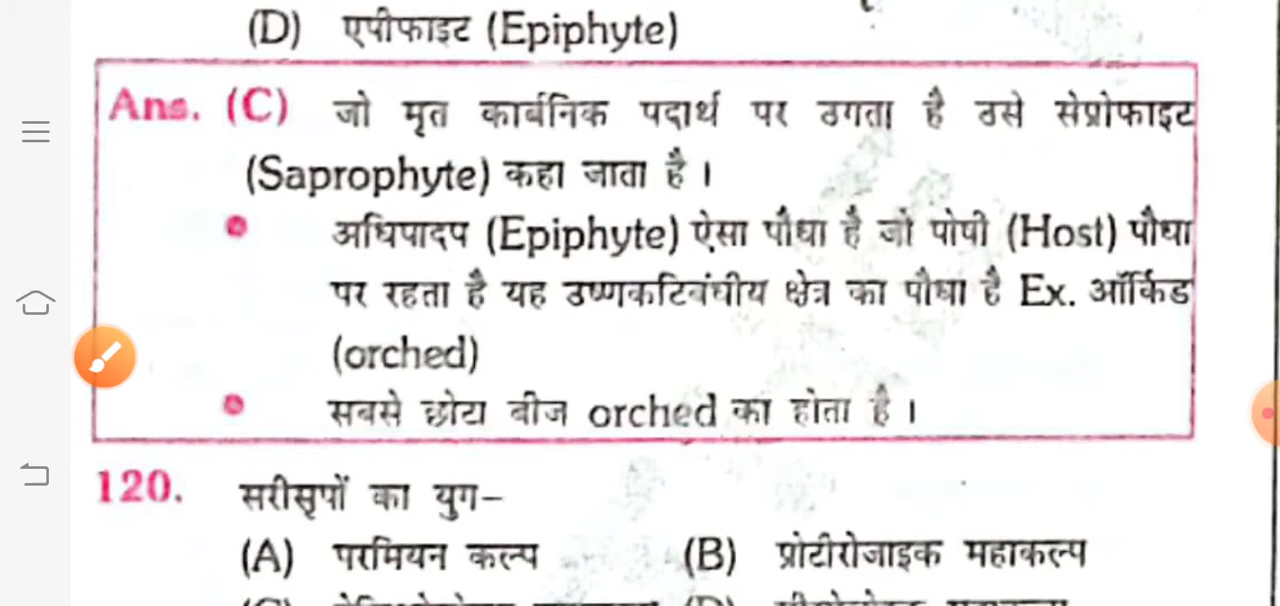 (D) एपीफाइट (Epiphyte)
Ans. (C) जो मृत कार्बनिक पदार्थ पर उगता है उसे सेप्रोफाइट
(Saprophyte) कहा जाता है ।
अधिपादप (Epiphyte) ऐसा पौधा है जो पोषी (Host) पौधा
पर रहता है यह उष्णकटिबंधीय क्षेत्र का पौधा है Ex. ऑर्किड
(orched)
सबसे छोटा बीज orched का होता है ।
120. सरीसृपों का युग–
(A) परमियन कल्प (B) प्रोटीरोजाइक महाकल्प